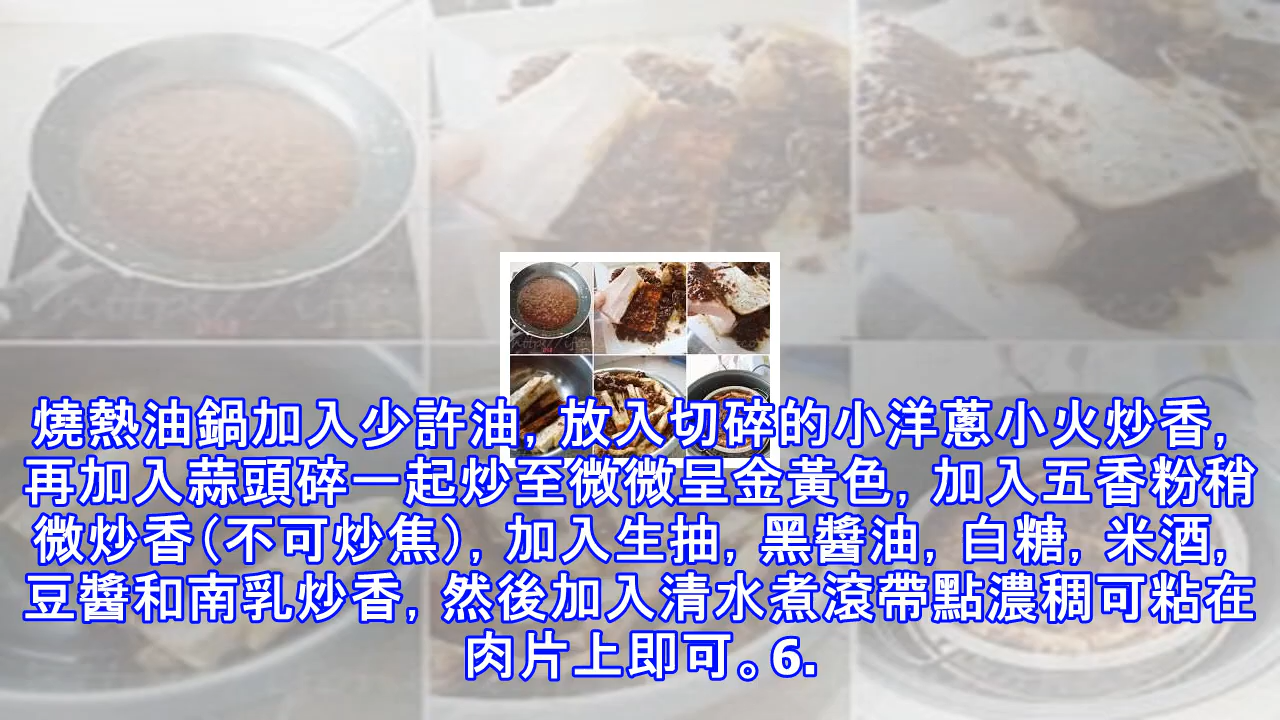 燒熱油鍋加入少許油, 放入切碎的小洋蔥小火炒香,
再加入蒜頭碎一起炒至微微呈金黃色, 加入五香粉稍
微炒香(不可炒焦), 加入生抽, 黑醬油, 白糖, 米酒,
豆醬和南乳炒香, 然後加入清水煮滾帶點濃稠可粘在
肉片上即可。6.